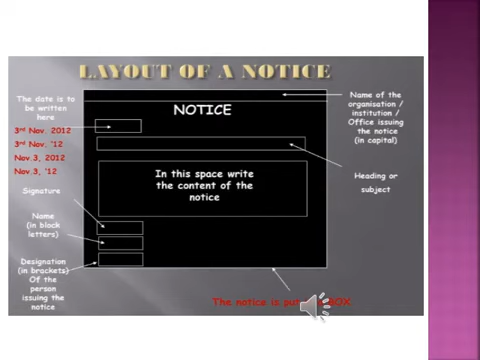 LAYOUT OF A NOTICE
The date is to
be written
here
3rd Nov. 2012
3rd Nov. '12
Nov.3, 2012
Nov.3, '12
Signature
Name
(in block
letters)
Designation
(in brackets)
Of the
person
issuing the
notice
NOTICE
In this space write
the content of the
notice
Name of the
organisation /
institution /
Office issuing
the notice
(in capital)
Heading or
subject
The notice is BOX